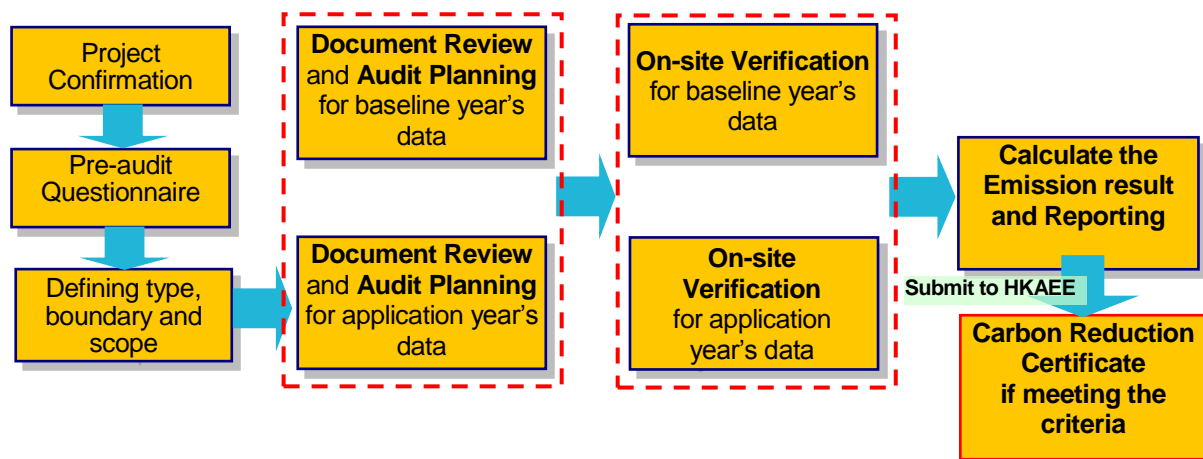 Project
Confirmation
Pre-audit
Questionnaire
Defining type,
boundary and
scope
Document Review
and Audit Planning
for baseline year's
data
Document Review
and Audit Planning
for application year's
data
On-site Verification
for baseline year's
data
On-site
Verification
for application
year's data
Calculate the
Emission result
and Reporting
Submit to HKAEE
Carbon Reduction
Certificate
if meeting the
criteria